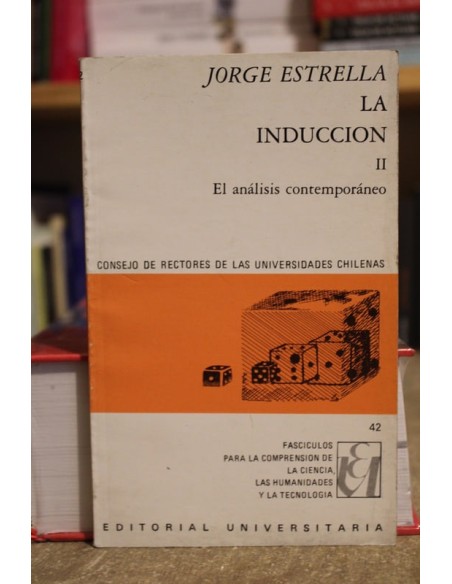 JORGE ESTRELLA
LA
INDUCCION
II
El análisis contemporáneo
CONSEJO DE RECTORES DE LAS UNIVERSIDADES CHILENAS
42
FASCICULOS
PARA LA COMPRENSION DE
LA CIENCIA,
LAS HUMANIDADES
Y LA TECNOLOGIA
EDITORIAL UNIVERSITARIA